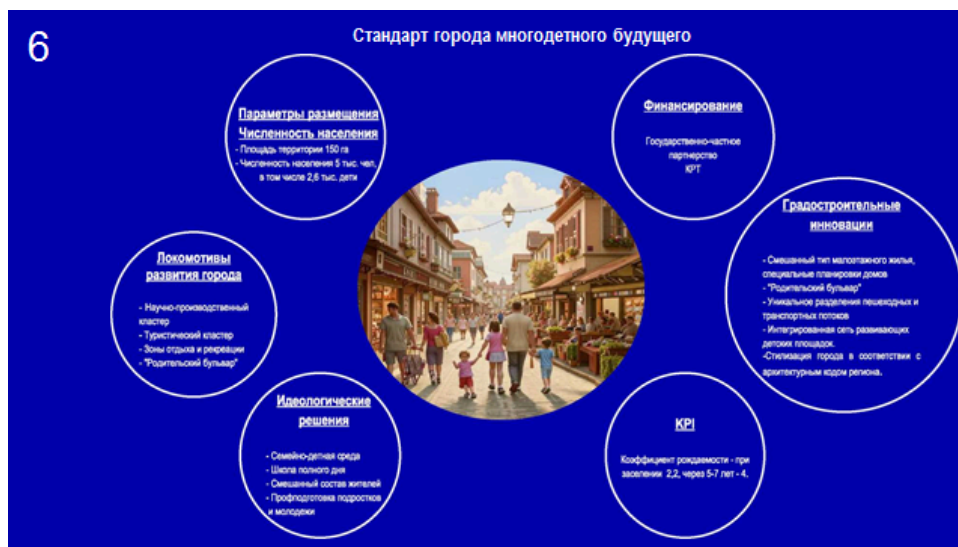 6
Стандарт города многодетного будущего
Параметры размещения
Численность населения
- Площадь территории 150 га
- Численность населения 5 тыс. чел,
в том числе 2,6 тыс. дети
Финансирование
Государственно-частное
партнерство
КРТ
Локомотивы
развития города
- Научно-производственный
кластер
- Туристический кластер
- Зоны отдыха и рекреации
- "Родительский бульвар"
Градостроительные
инновации
- Смешанный тип малоэтажного жилья,
специальные планировки домов
- "Родительский бульвар"
- Уникальное разделения пешеходных и
транспортных потоков
- Интегрированная сеть развивающих
детских площадок.
-Стилизация города в соответствии с
архитектурным кодом региона.
Идеологические
решения
- Семейно-детная среда
- Школа полного дня
- Смешанный состав жителей
- Профподготовка подростков
и молодежи
KPI
Коэффициент рождаемости - при
заселении 2,2, через 5-7 лет - 4.